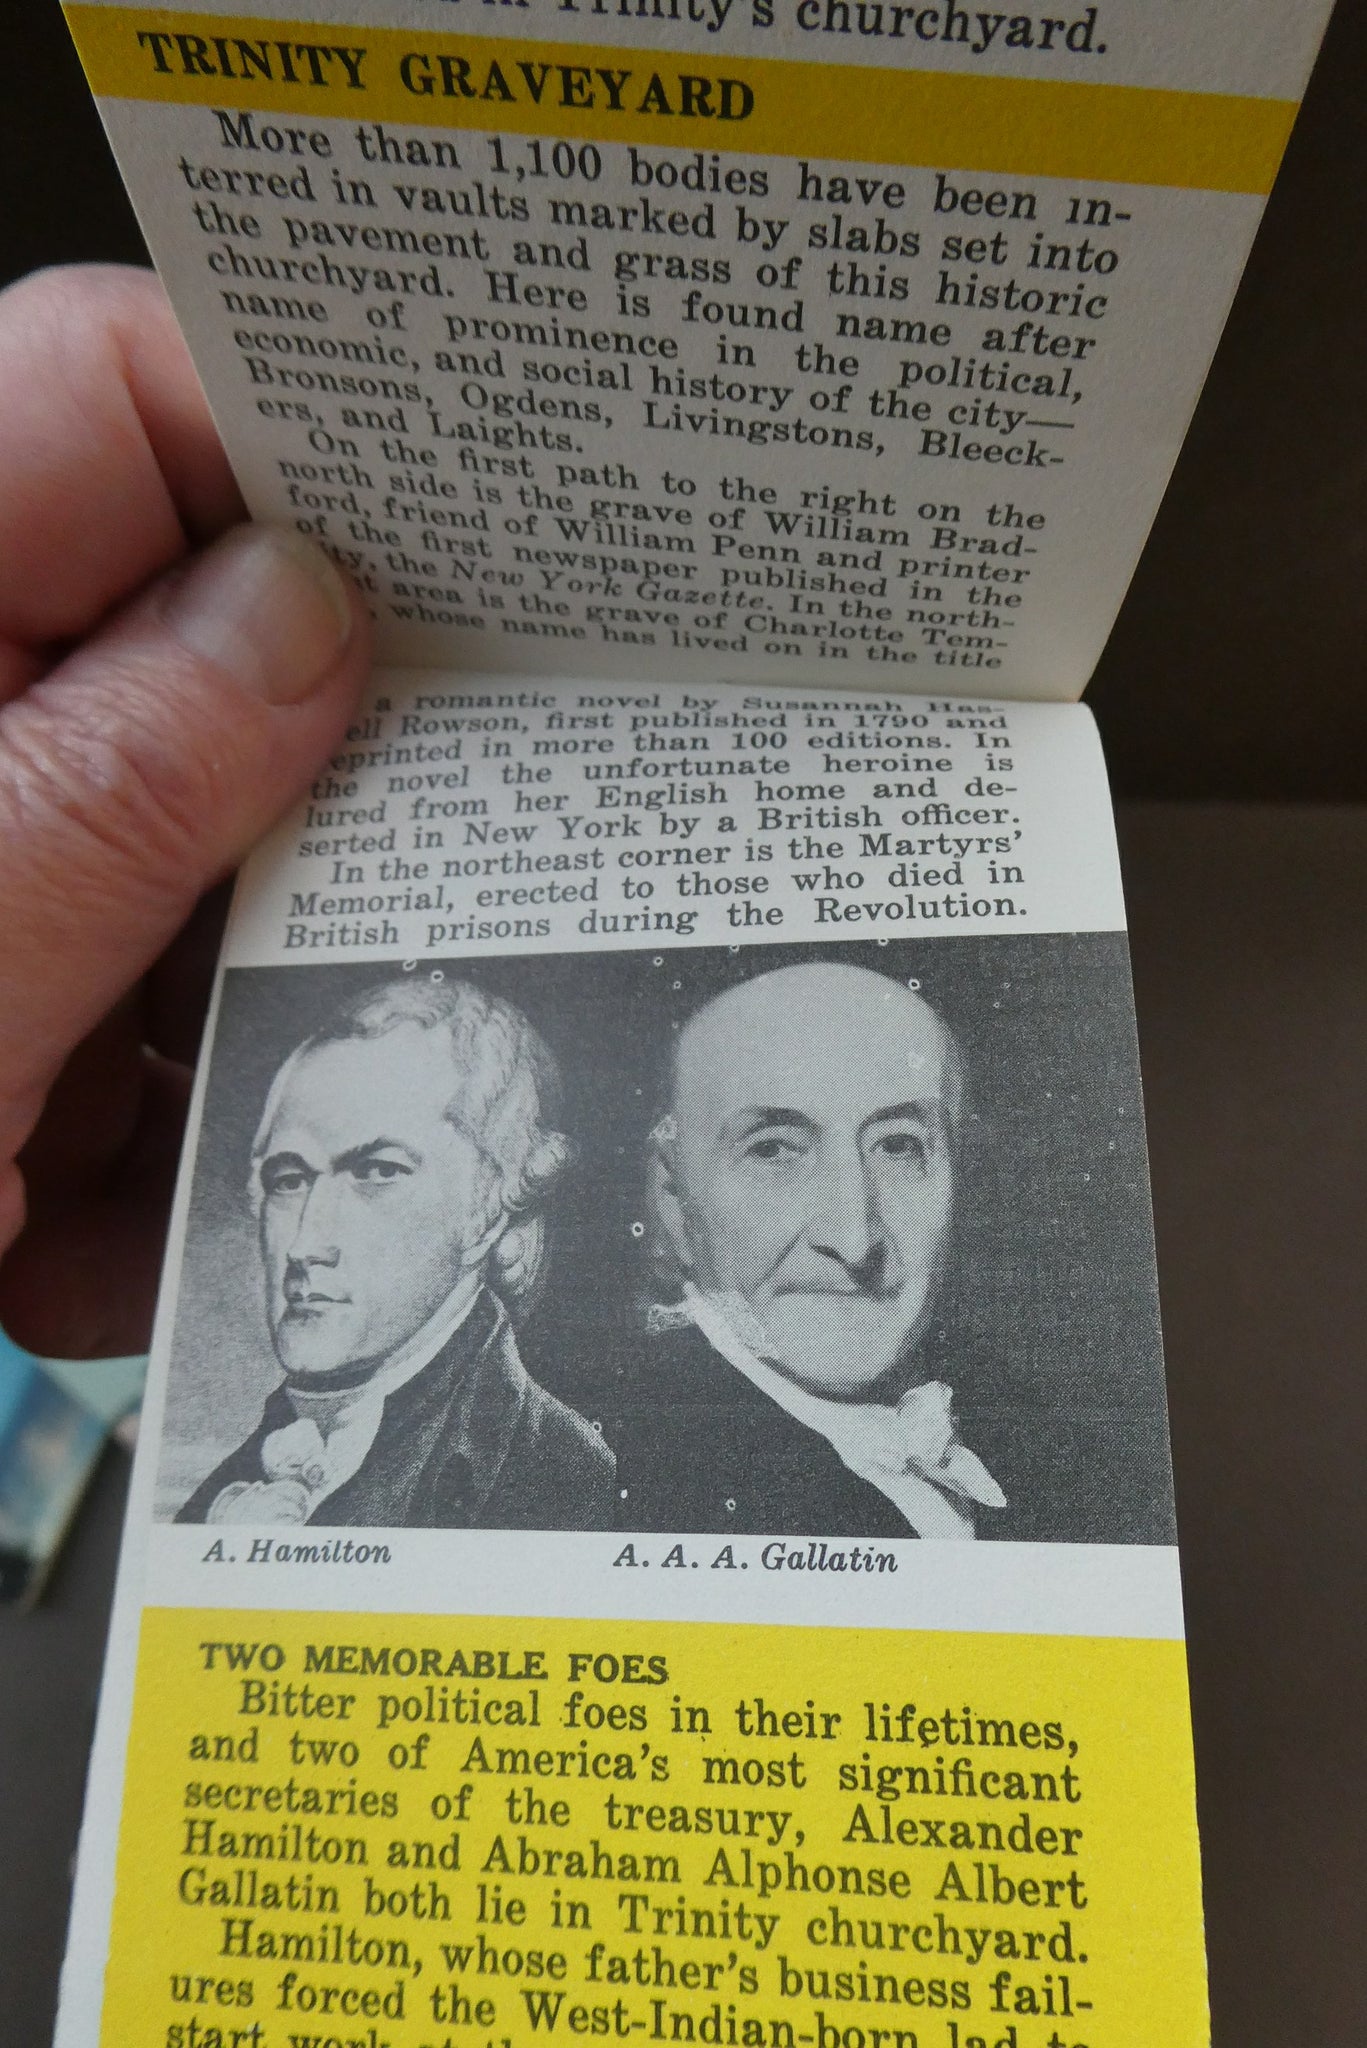 Trinity's churchyard.
TRINITY GRAVEYARD
More than 1,100 bodies have been in-
terred in vaults marked by slabs set into
the pavement and grass of this historic
churchyard. Here is found name after
name of prominence in the political,
economic, and social history of the city—
Bronsons, Ogdens, Livingstons, Bleeck-
ers, and Laights.
On the first path to the right on the
north side is the grave of William Brad-
ford, friend of William Penn and printer
of the first newspaper published in the
ity, the New York Gazette. In the north-
t area is the grave of Charlotte Tem-
, whose name has lived on in the title
a romantic novel by Susannah Has-
ell Rowson, first published in 1790 and
eprinted in more than 100 editions. In
the novel the unfortunate heroine is
lured from her English home and de-
serted in New York by a British officer.
In the northeast corner is the Martyrs'
Memorial, erected to those who died in
British prisons during the Revolution.
A. Hamilton
A. A. A. Gallatin
TWO MEMORABLE FOES
Bitter political foes in their lifetimes,
and two of America's most significant
secretaries of the treasury, Alexander
Hamilton and Abraham Alphonse Albert
Gallatin both lie in Trinity churchyard.
Hamilton, whose father's business fail-
ures forced the West-Indian-born lad to
start work at the